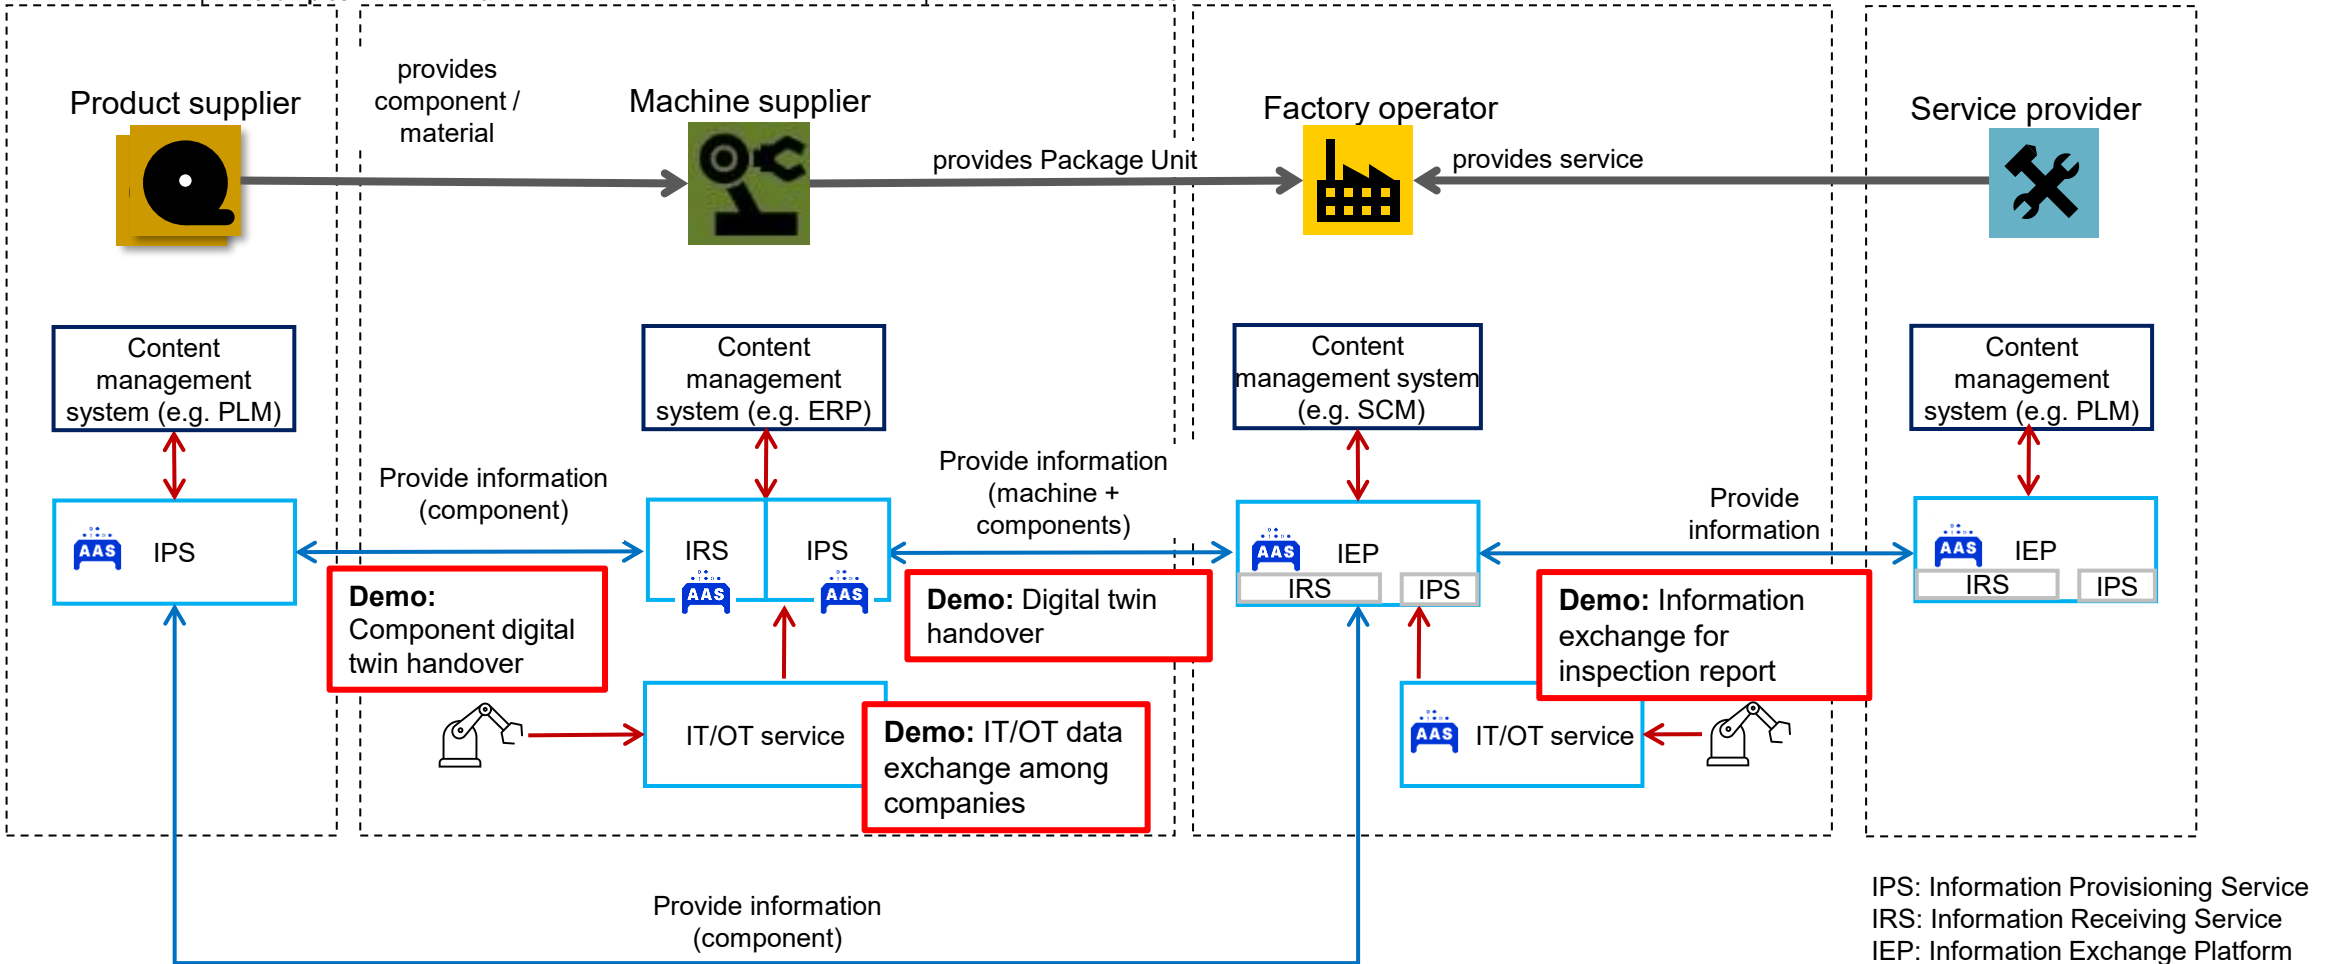 provides
component /
material
Product supplier
Machine supplier
Factory operator
Service provider
provides Package Unit
provides service
Content
management
system (e.g. PLM)
Content
management
system (e.g. ERP)
Content
management system
(e.g. SCM)
Content
management
system (e.g. PLM)
Provide information
(component)
Provide information
(machine +
components)
Provide
information
AAS
IPS
IRS
AAS
IPS
AAS
AAS
IEP
IRS
IPS
AAS
IEP
IRS
IPS
Demo:
Component digital
twin handover
Demo: Digital twin
handover
Demo: Information
exchange for
inspection report
IT/OT service
Demo: IT/OT data
exchange among
companies
AAS
IT/OT service
Provide information
(component)
IPS: Information Provisioning Service
IRS: Information Receiving Service
IEP: Information Exchange Platform